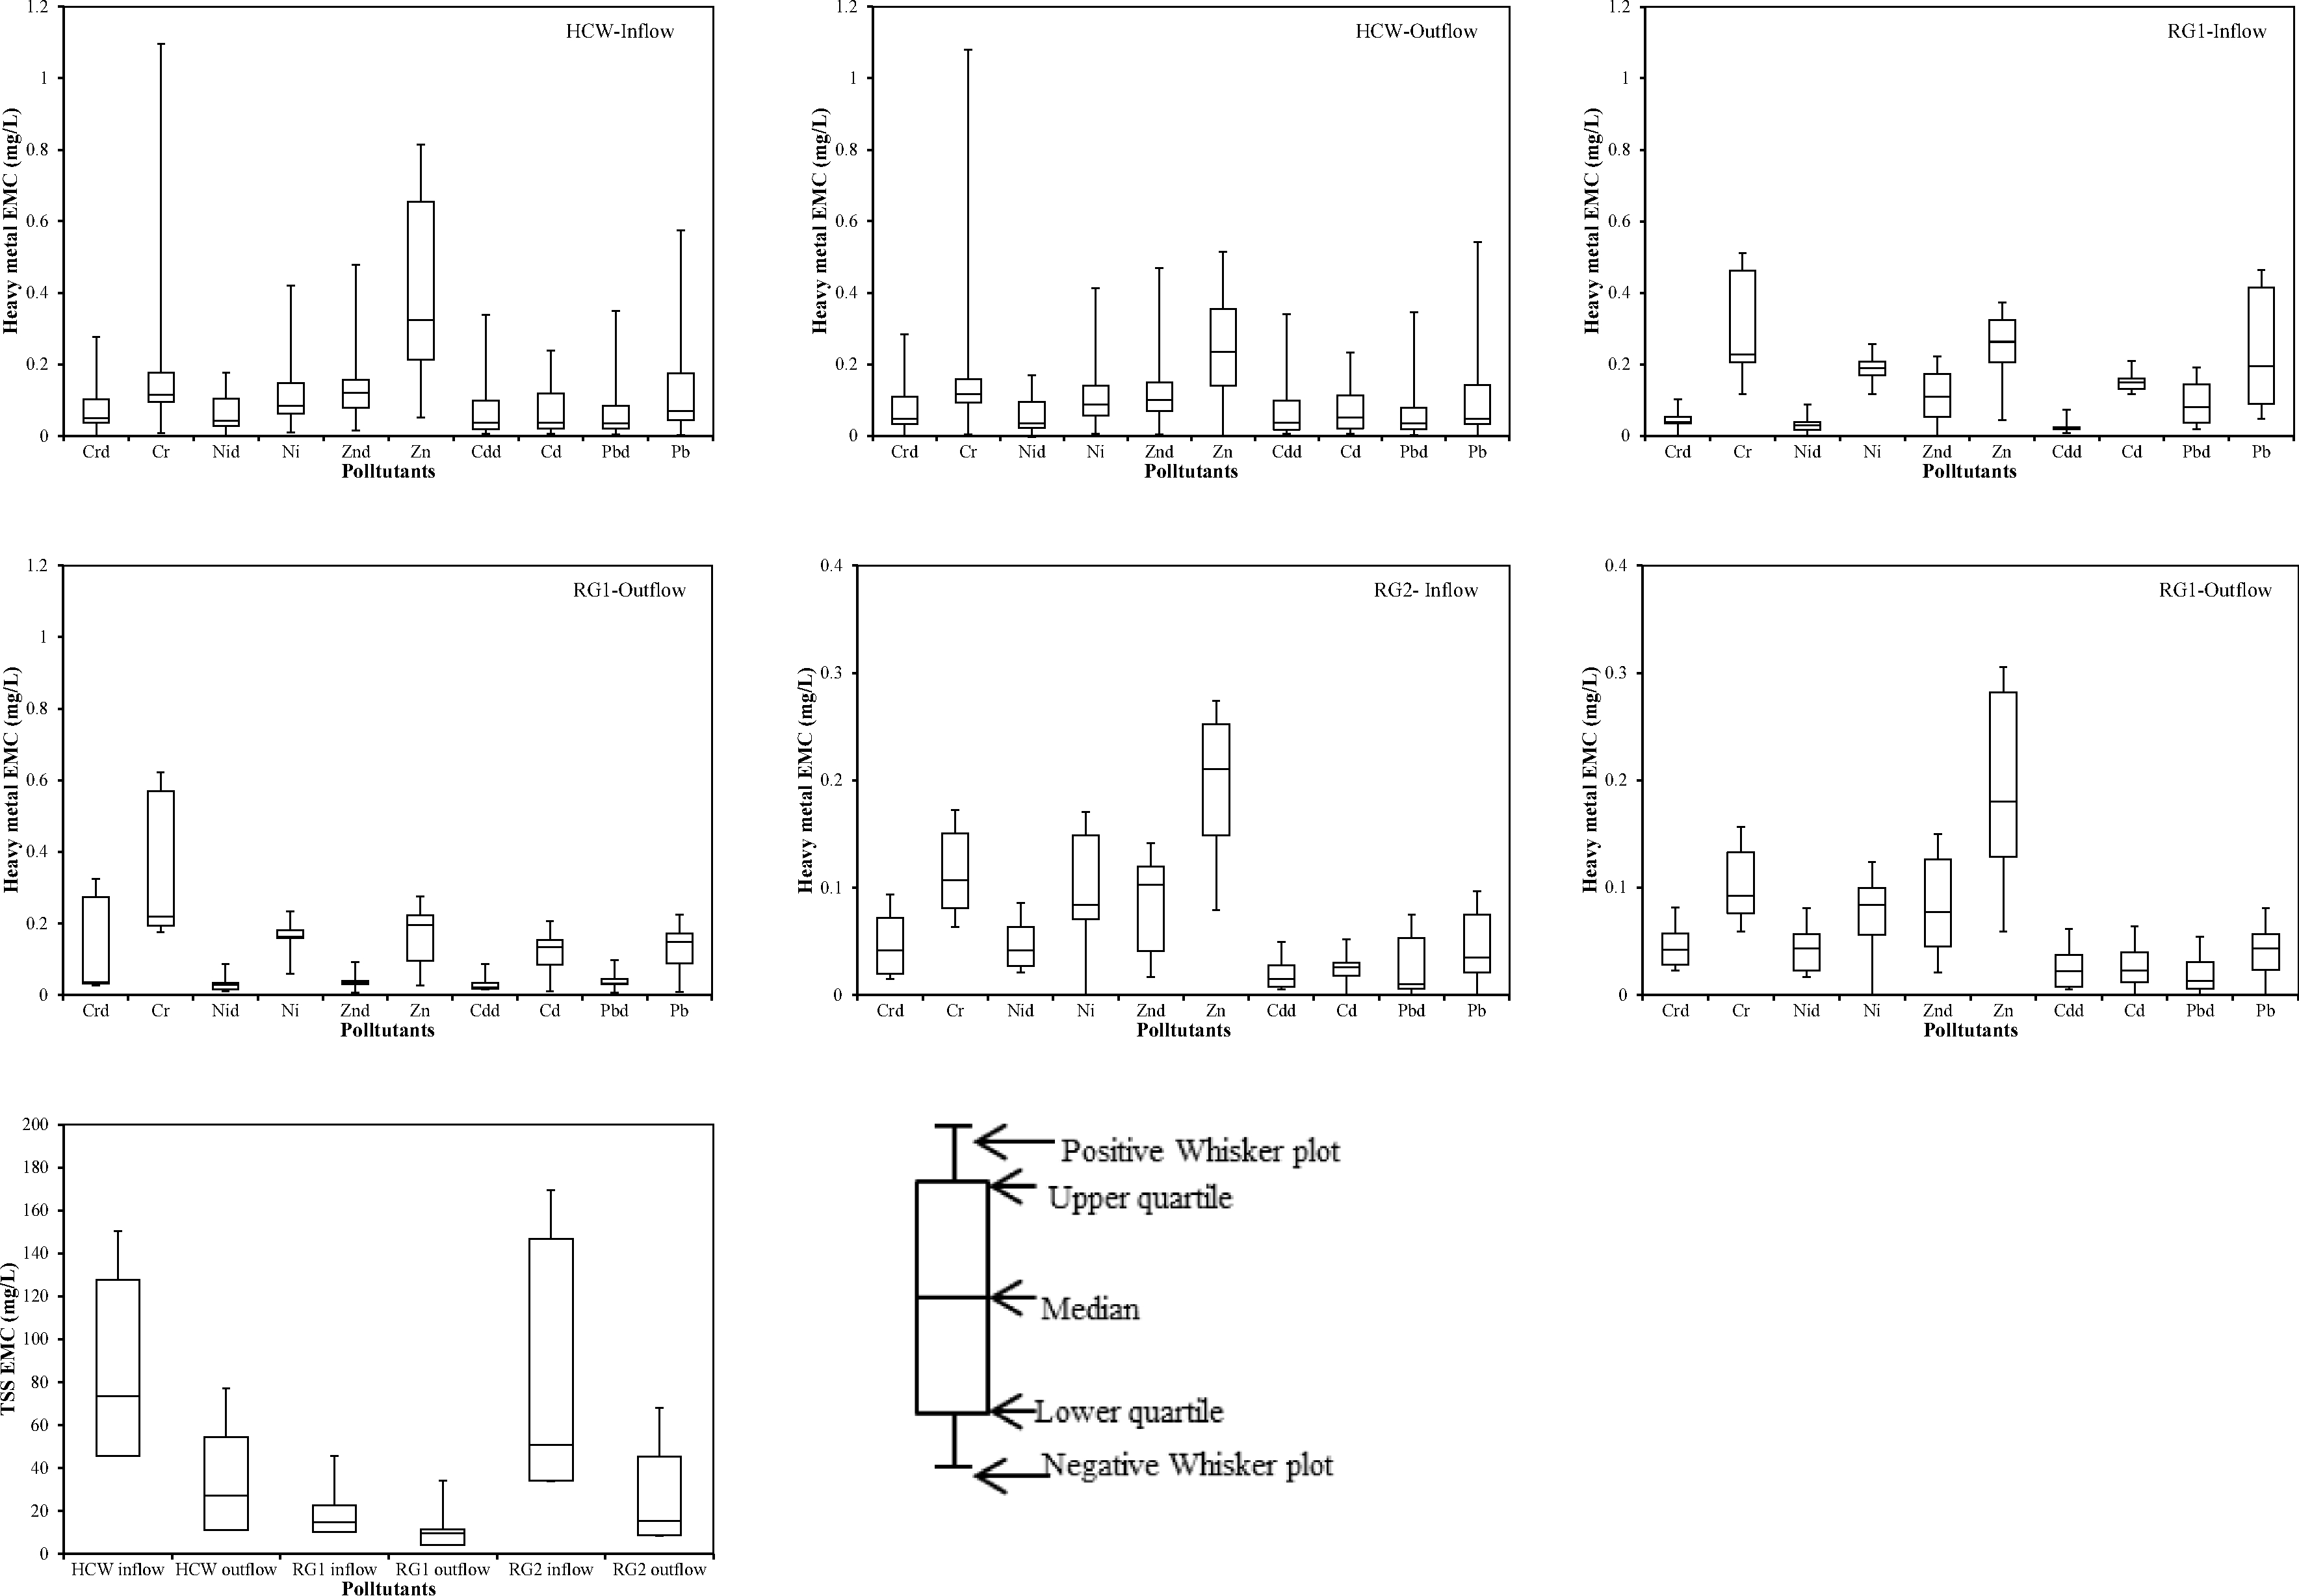 HCW-Inflow
Heavy metal EMC (mg/L)
1.2
1
0.8
0.6
0.4
0.2
0
Crd Cr Nid Ni Znd Zn Cdd Cd Pbd Pb
Polltutants
HCW-Outflow
Heavy metal EMC (mg/L)
1.2
1
0.8
0.6
0.4
0.2
0
Crd Cr Nid Ni Znd Zn Cdd Cd Pbd Pb
Polltutants
RG1-Inflow
Heavy metal EMC (mg/L)
1.2
1
0.8
0.6
0.4
0.2
0
Crd Cr Nid Ni Znd Zn Cdd Cd Pbd Pb
Polltutants
RG1-Outflow
Heavy metal EMC (mg/L)
1.2
1
0.8
0.6
0.4
0.2
0
Crd Cr Nid Ni Znd Zn Cdd Cd Pbd Pb
Polltutants
RG2- Inflow
Heavy metal EMC (mg/L)
0.4
0.3
0.2
0.1
0
Crd Cr Nid Ni Znd Zn Cdd Cd Pbd Pb
Polltutants
RG1-Outflow
Heavy metal EMC (mg/L)
0.4
0.3
0.2
0.1
0
Crd Cr Nid Ni Znd Zn Cdd Cd Pbd Pb
Polltutants
TSS EMC (mg/L)
200
180
160
140
120
100
80
60
40
20
0
HCW inflow HCW outflow RG1 inflow RG1 outflow RG2 inflow RG2 outflow
Polltutants
Positive Whisker plot
Upper quartile
Median
Lower quartile
Negative Whisker plot